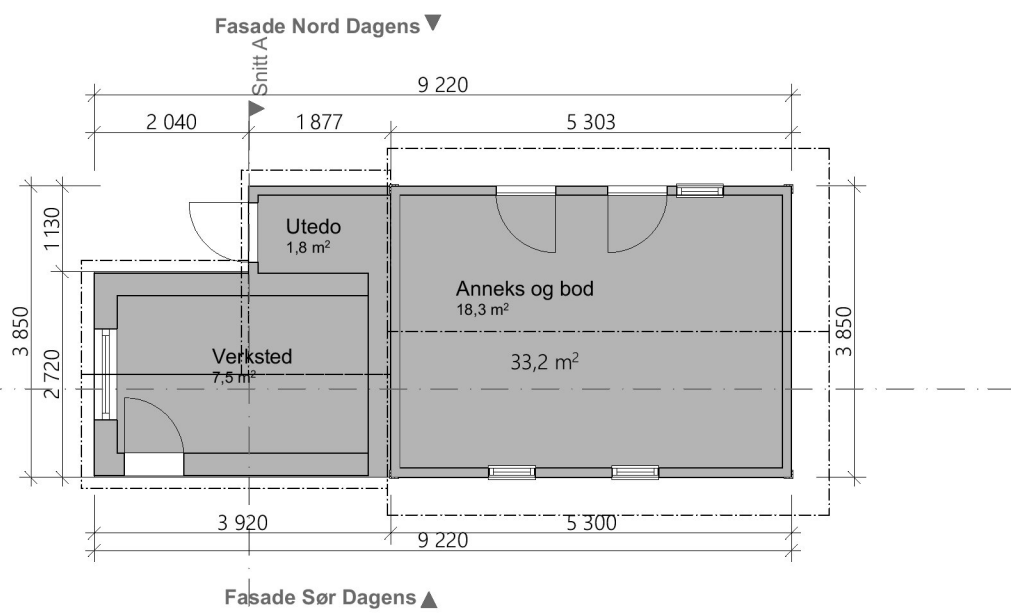 Fasade Nord Dagens
Snitt A
9 220
2 040
1 877
5 303
1 130
Utedo
1,8 m²
Anneks og bod
18,3 m²
3 850
3 850
2 720
Verksted
7,5 m²
33,2 m²
3 920
5 300
9 220
Fasade Sør Dagens